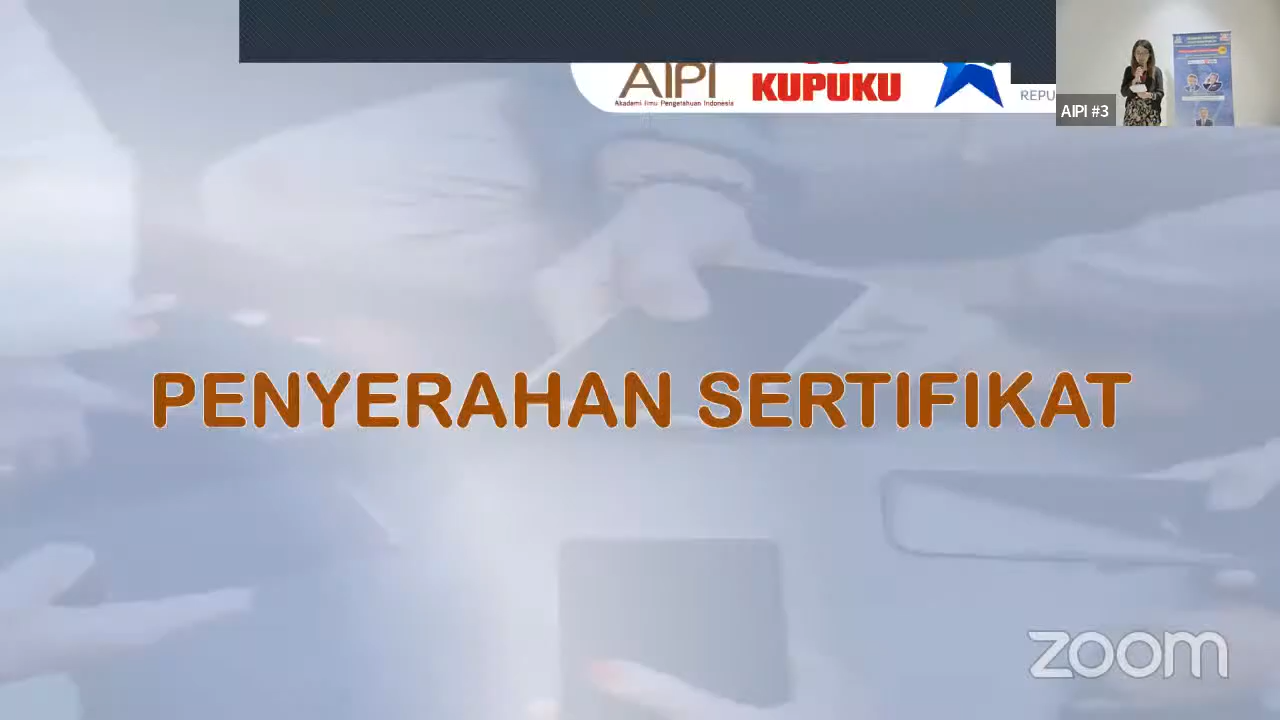 AIPI
Akademi Ilmu Pengetahuan Indonesia
KUPUKU
REPU
AIPI #3
PENYERAHAN SERTIFIKAT
zoom